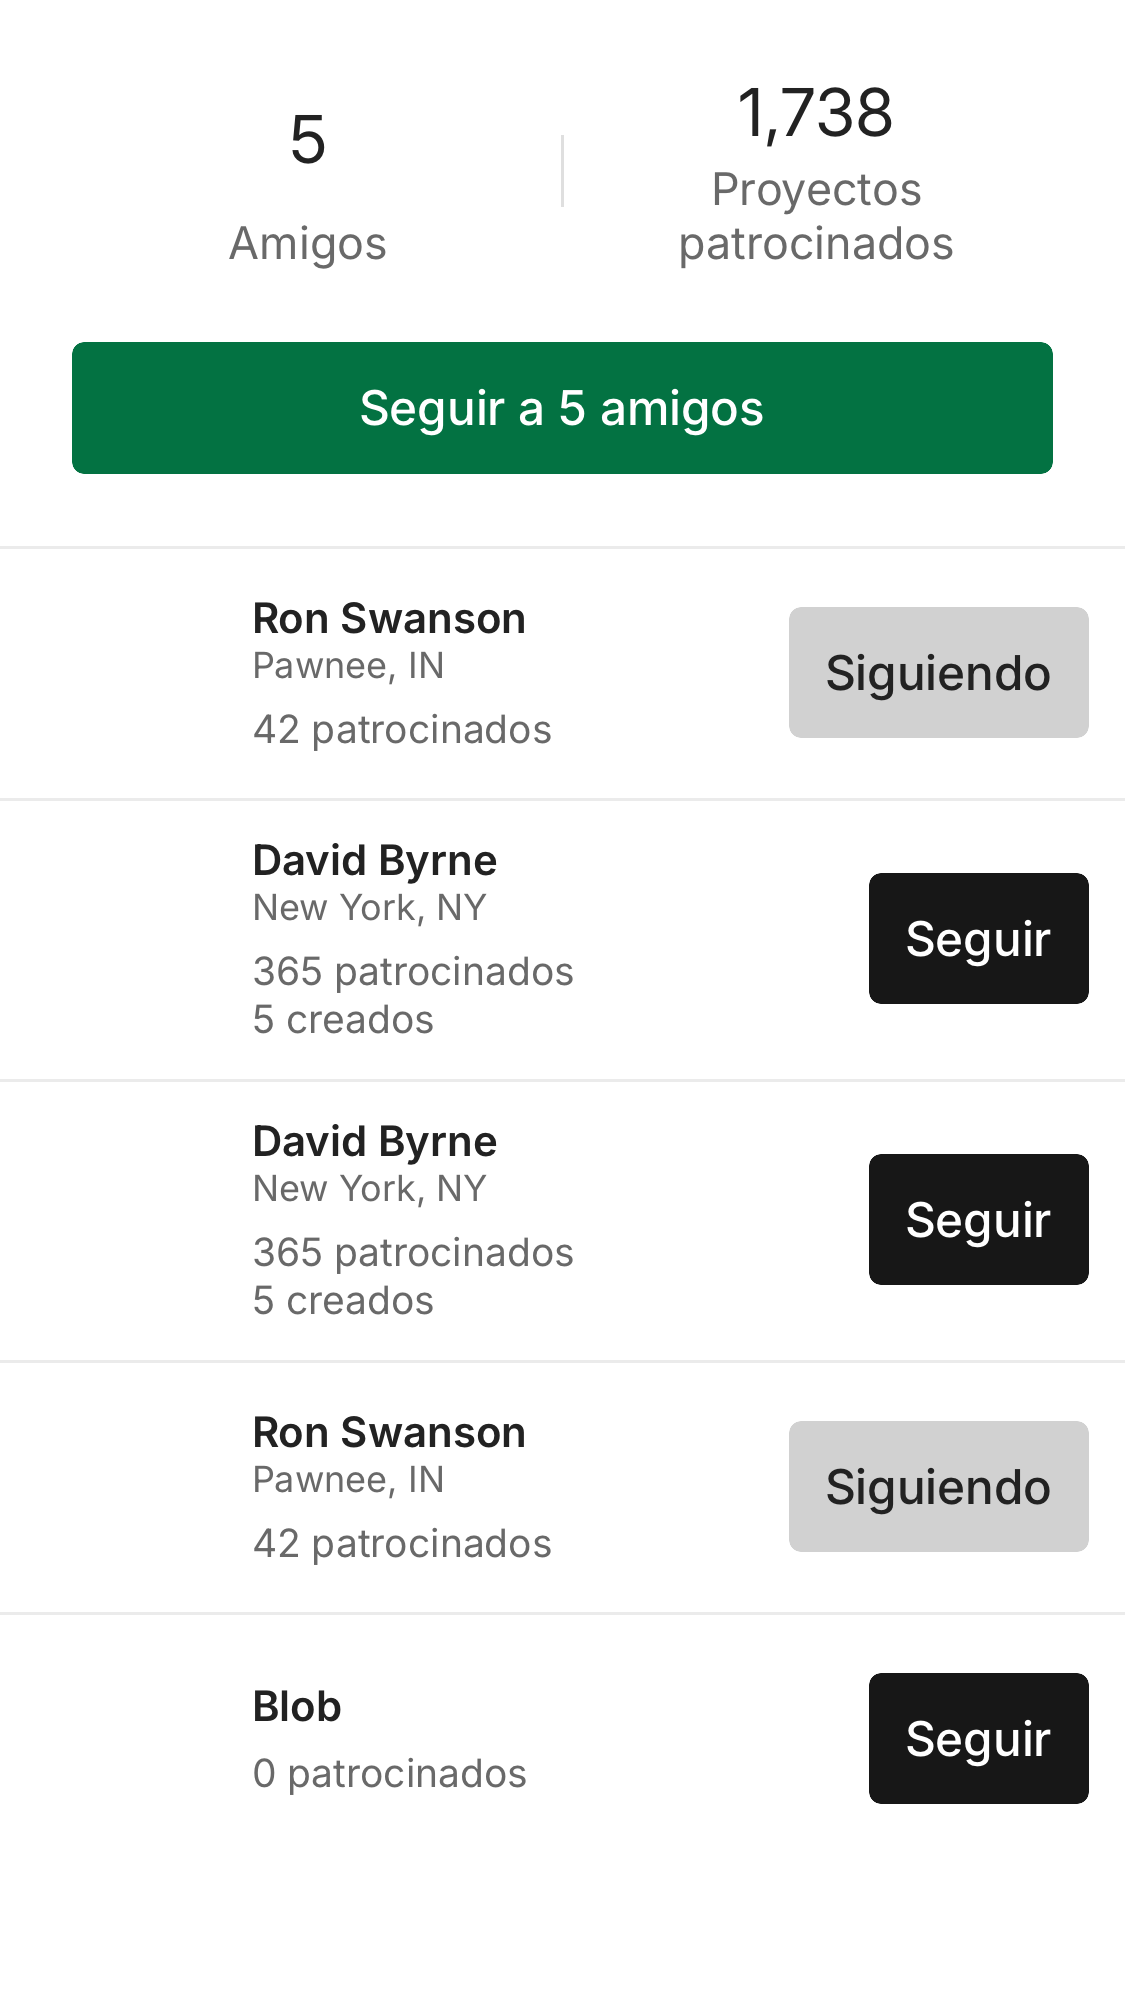 5
Amigos
1,738
Proyectos
patrocinados
Seguir a 5 amigos
Ron Swanson
Pawnee, IN
42 patrocinados
Siguiendo
David Byrne
New York, NY
365 patrocinados
5 creados
Seguir
David Byrne
New York, NY
365 patrocinados
5 creados
Seguir
Ron Swanson
Pawnee, IN
42 patrocinados
Siguiendo
Blob
0 patrocinados
Seguir